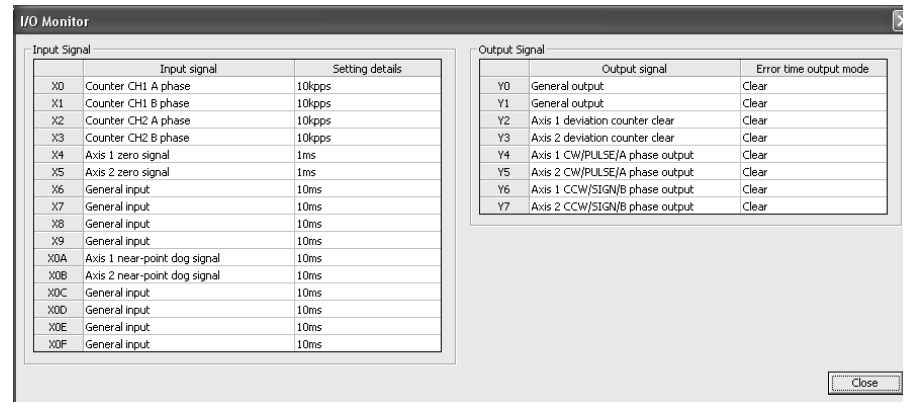 I/O Monitor
Input Signal
Input signal Setting details
X0 Counter CH1 A phase 10kpps
X1 Counter CH1 B phase 10kpps
X2 Counter CH2 A phase 10kpps
X3 Counter CH2 B phase 10kpps
X4 Axis 1 zero signal 1ms
X5 Axis 2 zero signal 1ms
X6 General input 10ms
X7 General input 10ms
X8 General input 10ms
X9 General input 10ms
X0A Axis 1 near-point dog signal 10ms
X0B Axis 2 near-point dog signal 10ms
X0C General input 10ms
X0D General input 10ms
X0E General input 10ms
X0F General input 10ms
Output Signal
Output signal Error time output mode
Y0 General output Clear
Y1 General output Clear
Y2 Axis 1 deviation counter clear Clear
Y3 Axis 2 deviation counter clear Clear
Y4 Axis 1 CW/PULSE/A phase output Clear
Y5 Axis 2 CW/PULSE/A phase output Clear
Y6 Axis 1 CCW/SIGN/B phase output Clear
Y7 Axis 2 CCW/SIGN/B phase output Clear
Close